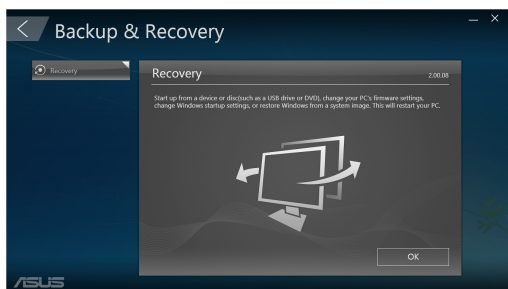 Backup & Recovery
Recovery
Recovery
2.00.08
Start up from a device or disc(such as a USB drive or DVD), change your PC's firmware settings,
change Windows startup settings, or restore Windows from a system image. This will restart your PC.
OK
ASUS